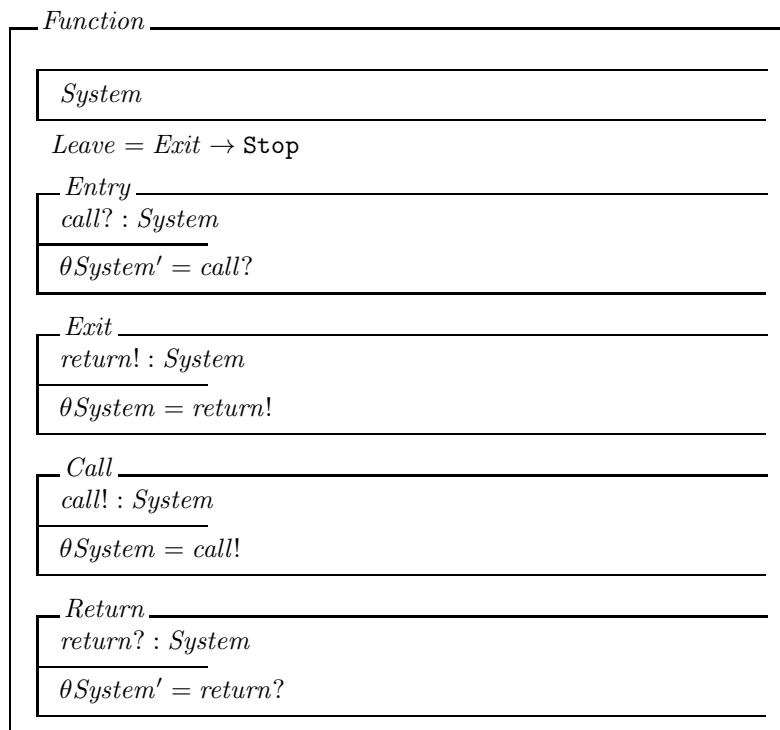 Function
System
Leave = Exit → Stop
Entry
call? : System
θSystem′ = call?
Exit
return! : System
θSystem = return!
Call
call! : System
θSystem = call!
Return
return? : System
θSystem′ = return?